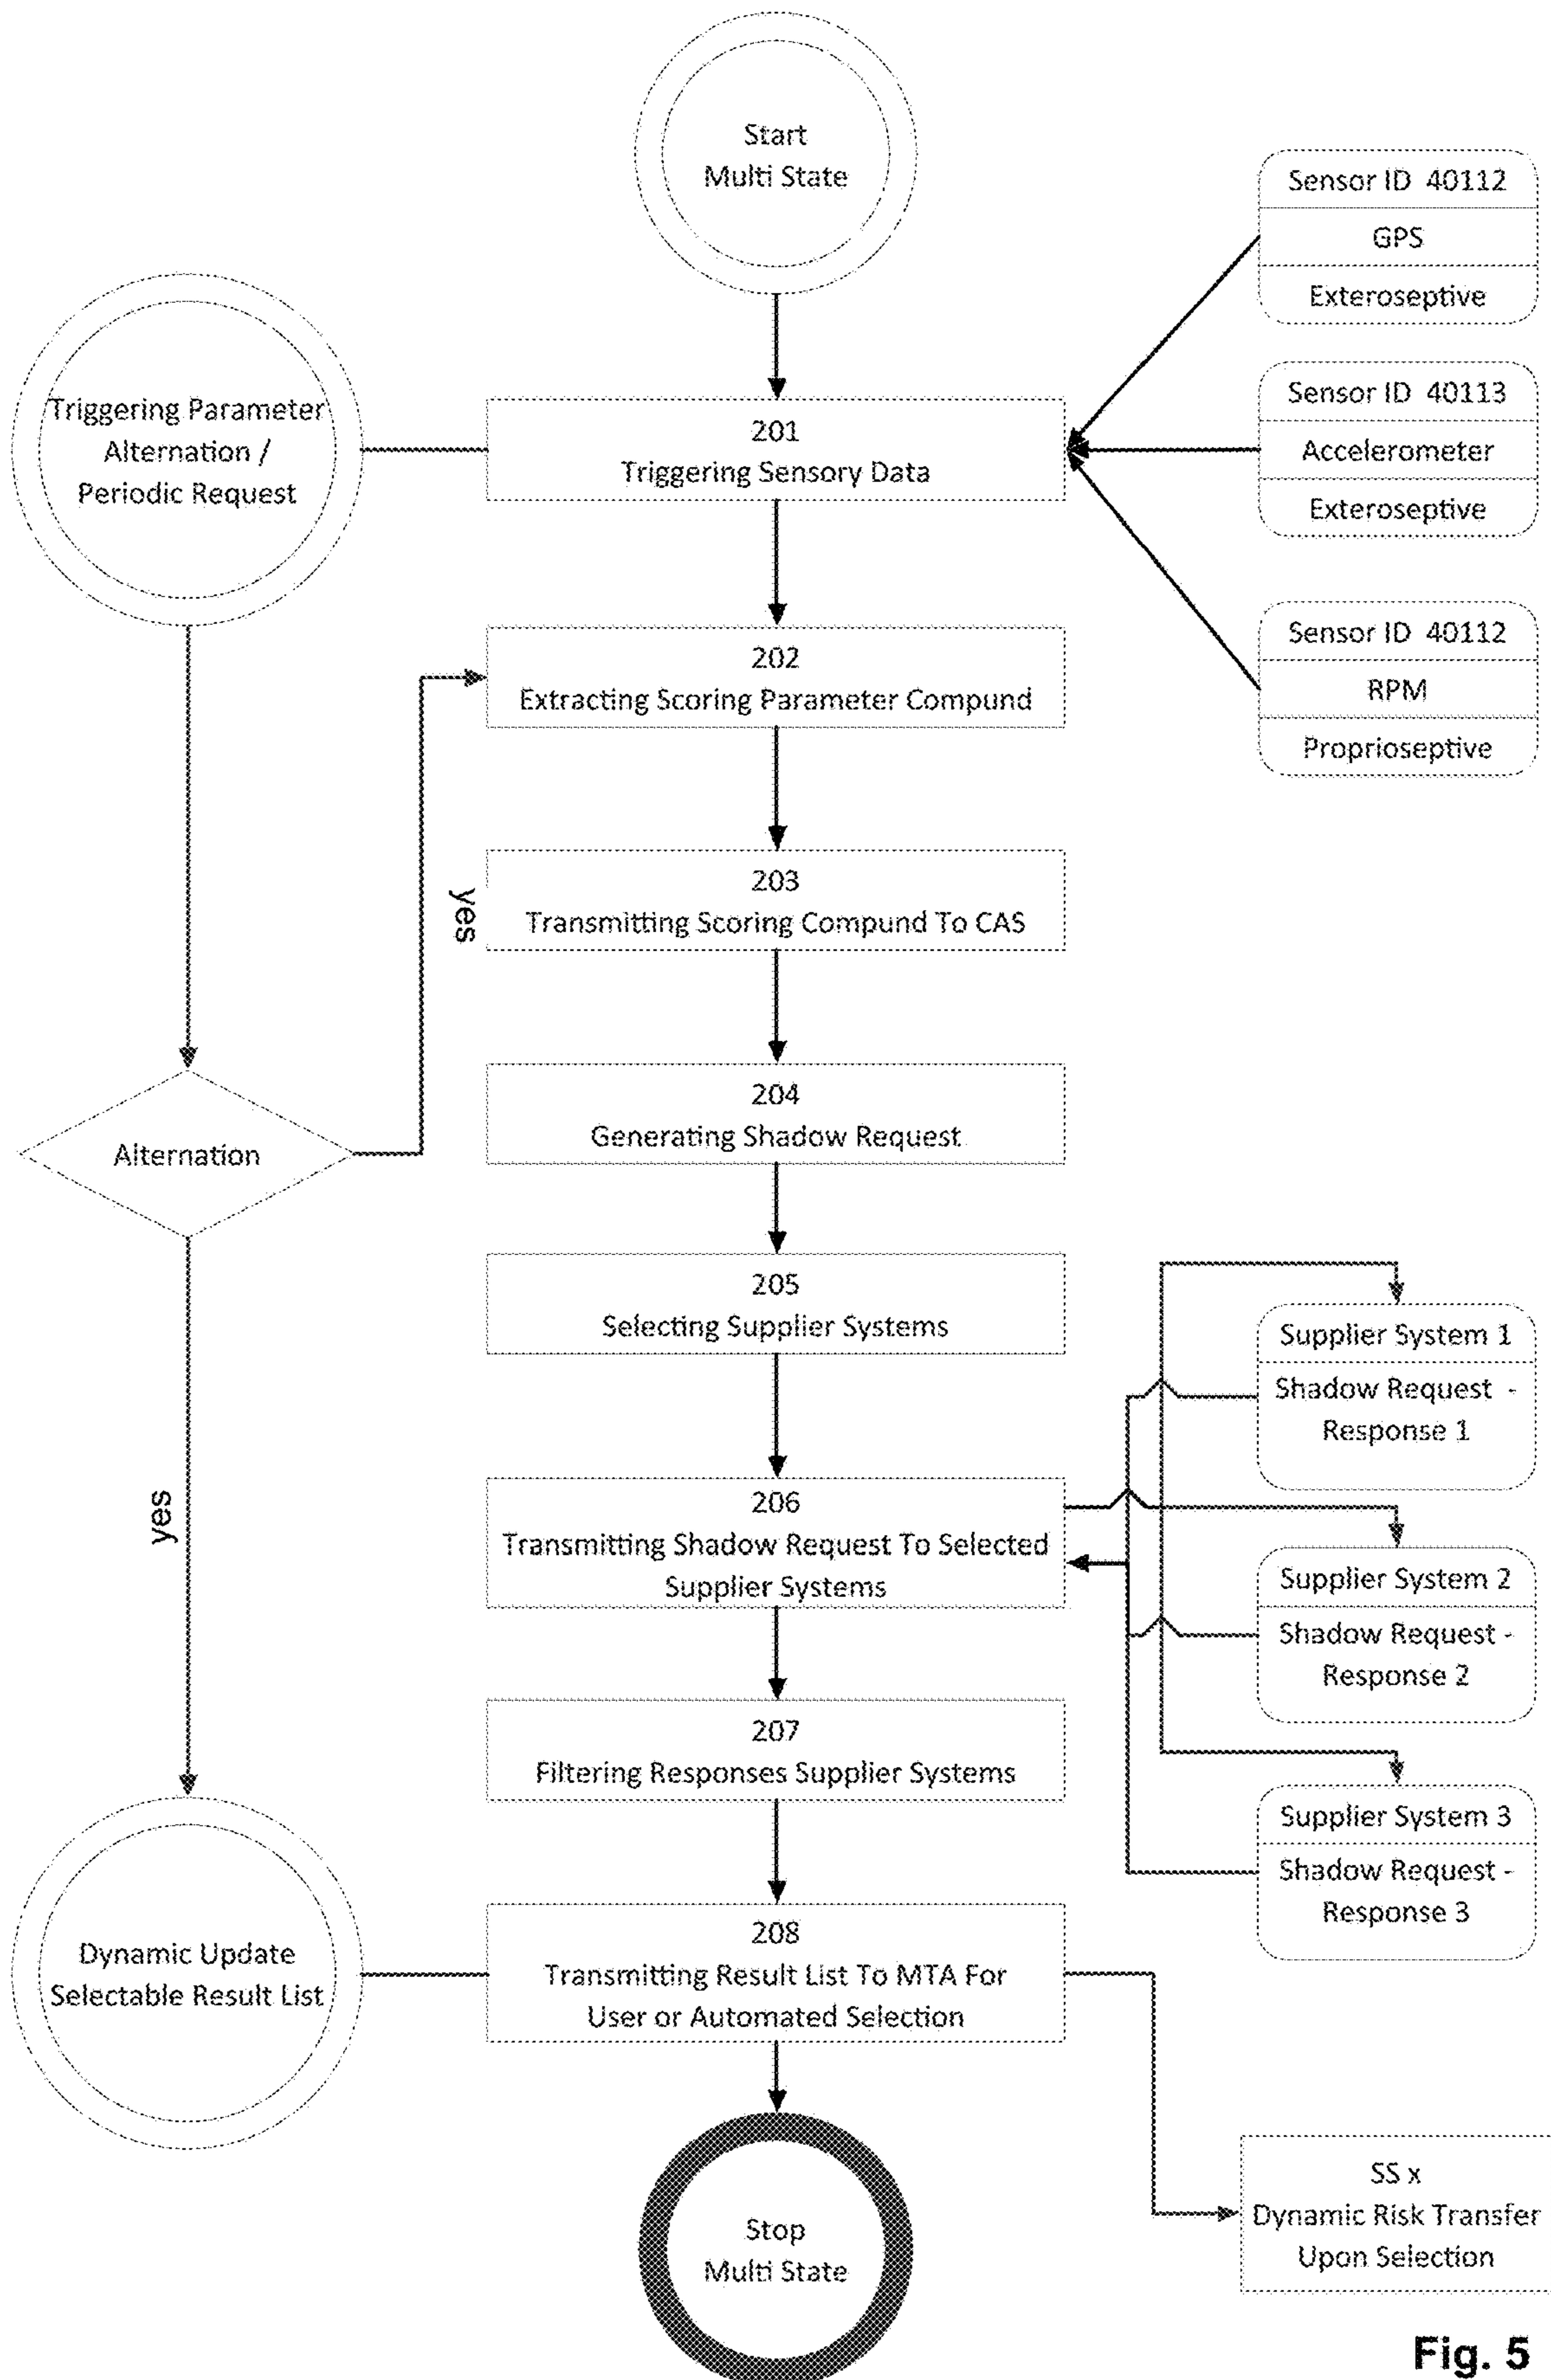 Start
Multi State
Sensor ID  40112
GPS
Exteroseptive
Triggering Parameter
Alternation /
Periodic Request
201
Triggering Sensory Data
Sensor ID  40113
Accelerometer
Exteroseptive
202
Extracting Scoring Parameter Compund
Sensor ID  40112
RPM
Proprioseptive
yes
203
Transmitting Scoring Compund To CAS
204
Generating Shadow Request
Alternation
205
Selecting Supplier Systems
Supplier System 1
Shadow Request  -
Response 1
yes
206
Transmitting Shadow Request To Selected
Supplier Systems
Supplier System 2
Shadow Request -
Response 2
207
Filtering Responses Supplier Systems
Supplier System 3
Shadow Request -
Response 3
Dynamic Update
Selectable Result List
208
Transmitting Result List To MTA For
User or Automated Selection
SS x
Dynamic Risk Transfer
Upon Selection
Stop
Multi State
Fig. 5